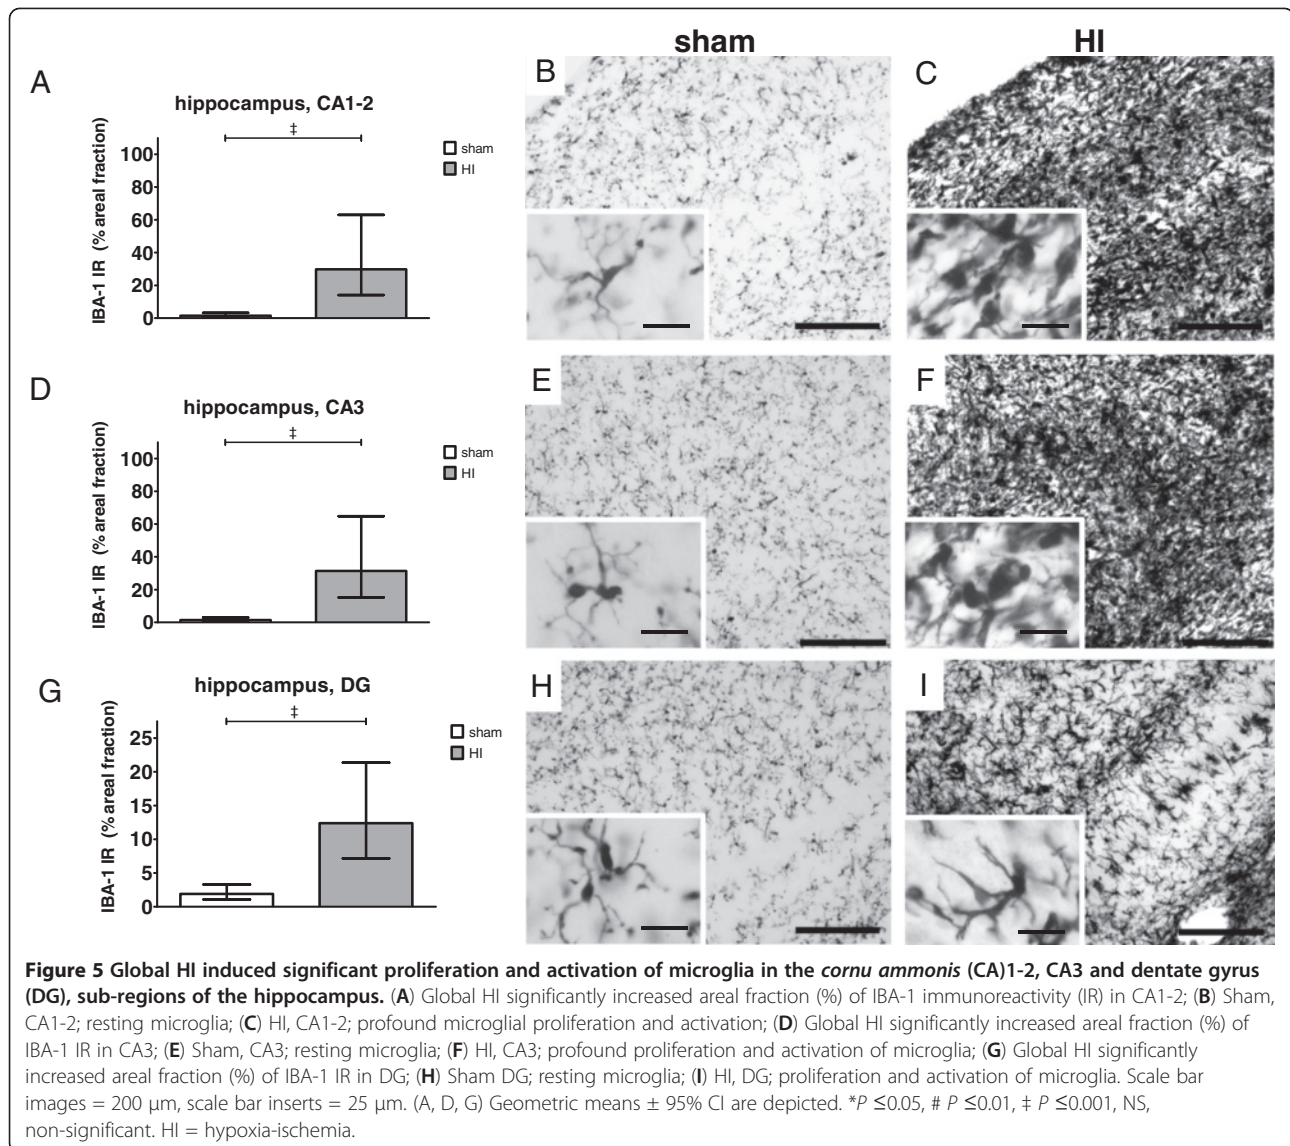 sham HI
A
hippocampus, CA1-2
‡
IBA-1 IR (% areal fraction)
100
80
60
40
20
0
sham
HI
B
C
D
hippocampus, CA3
‡
IBA-1 IR (% areal fraction)
100
80
60
40
20
0
sham
HI
E
F
G
hippocampus, DG
‡
IBA-1 IR (% areal fraction)
25
20
15
10
5
0
sham
HI
H
I
Figure 5 Global HI induced significant proliferation and activation of microglia in the cornu ammonis (CA)1-2, CA3 and dentate gyrus
(DG), sub-regions of the hippocampus. (A) Global HI significantly increased areal fraction (%) of IBA-1 immunoreactivity (IR) in CA1-2; (B) Sham,
CA1-2; resting microglia; (C) HI, CA1-2; profound microglial proliferation and activation; (D) Global HI significantly increased areal fraction (%) of
IBA-1 IR in CA3; (E) Sham, CA3; resting microglia; (F) HI, CA3; profound proliferation and activation of microglia; (G) Global HI significantly
increased areal fraction (%) of IBA-1 IR in DG; (H) Sham DG; resting microglia; (I) HI, DG; proliferation and activation of microglia. Scale bar
images = 200 μm, scale bar inserts = 25 μm. (A, D, G) Geometric means ± 95% CI are depicted. *P ≤0.05, # P ≤0.01, ‡ P ≤0.001, NS,
non-significant. HI = hypoxia-ischemia.